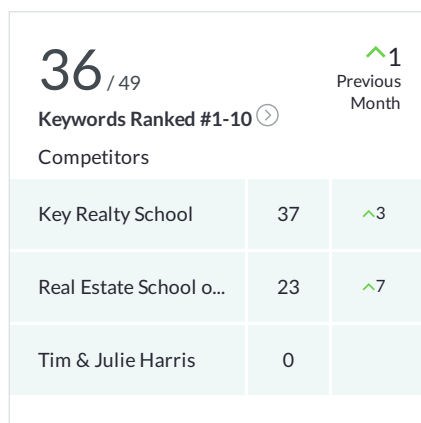 36 / 49
1
Previous
Month
Keywords Ranked #1-10
Competitors
Key Realty School 37 3
Real Estate School o... 23 7
Tim & Julie Harris 0